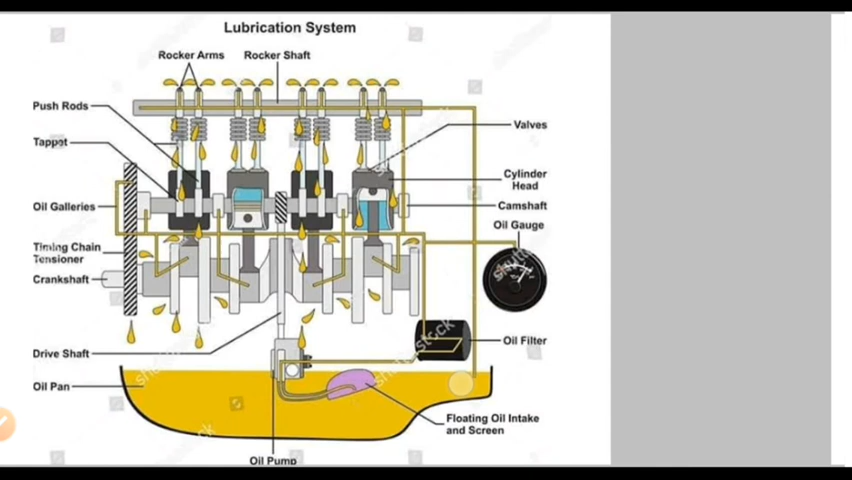 Lubrication System
Rocker Arms
Rocker Shaft
Push Rods
Valves
Tappet
Cylinder
Head
Oil Galleries
Camshaft
Oil Gauge
Timing Chain
Tensioner
Crankshaft
Oil Filter
Drive Shaft
Oil Pan
Floating Oil Intake
and Screen
Oil Pump
shutterstock